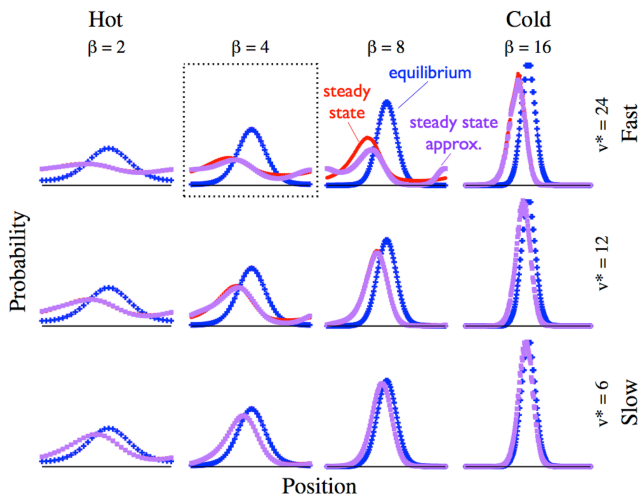 Hot
Cold
β = 2
β = 4
β = 8
β = 16
equilibrium
steady
state
steady state
approx.
v* = 24
Fast
Probability
v* = 12
v* = 6
Slow
Position